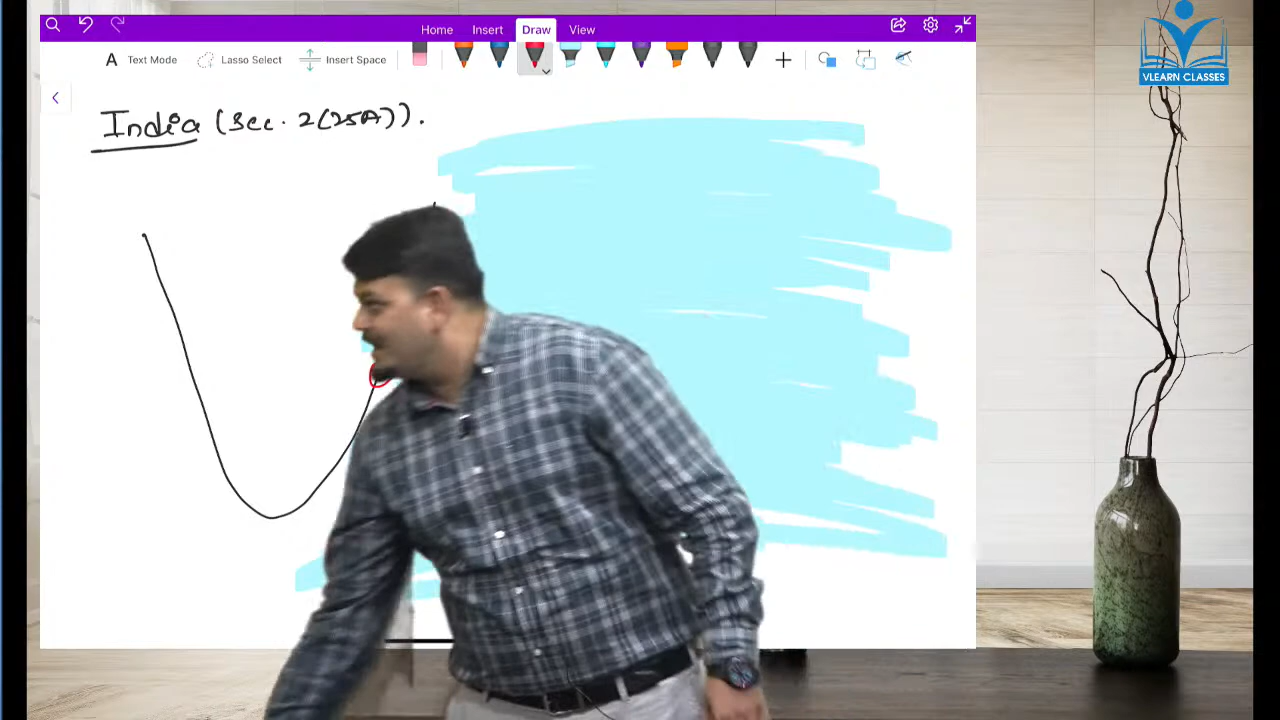 Home Insert Draw View
A Text Mode Lasso Select Insert Space
VLEARN CLASSES
India (Sec. 2(25A)).